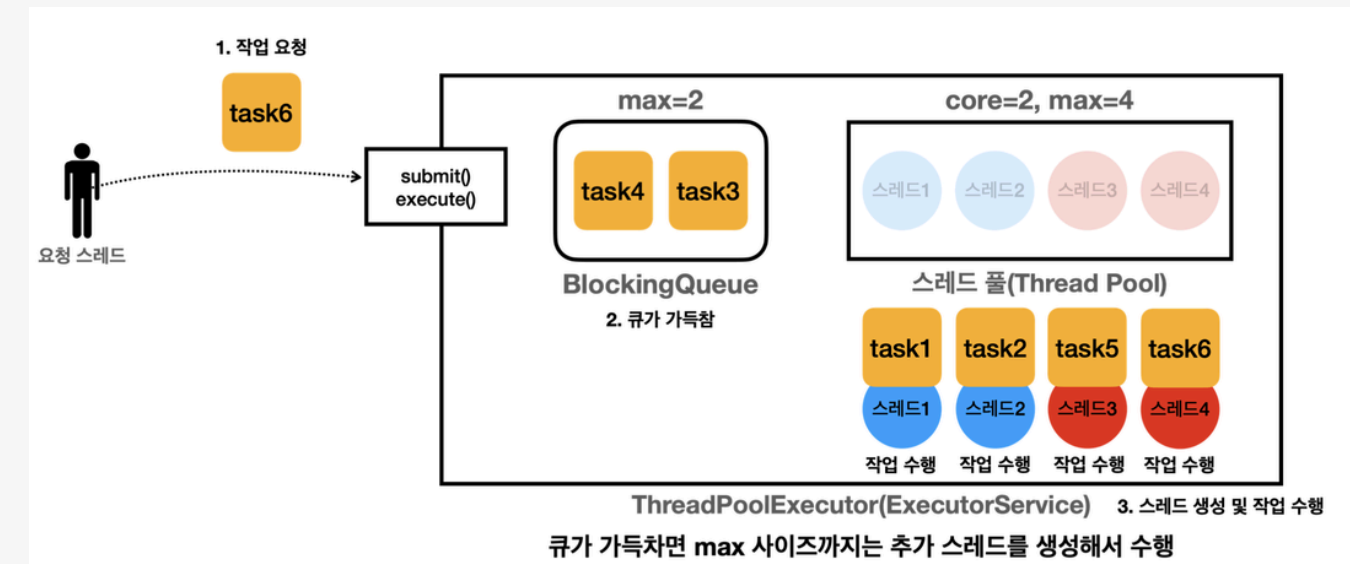 1. 작업 요청
task6
요청 스레드
submit()
execute()
max=2
task4 task3
BlockingQueue
2. 큐가 가득참
core=2, max=4
스레드1 스레드2 스레드3 스레드4
스레드 풀(Thread Pool)
task1 task2 task5 task6
스레드1 스레드2 스레드3 스레드4
작업 수행 작업 수행 작업 수행 작업 수행
ThreadPoolExecutor(ExecutorService)
3. 스레드 생성 및 작업 수행
큐가 가득차면 max 사이즈까지는 추가 스레드를 생성해서 수행